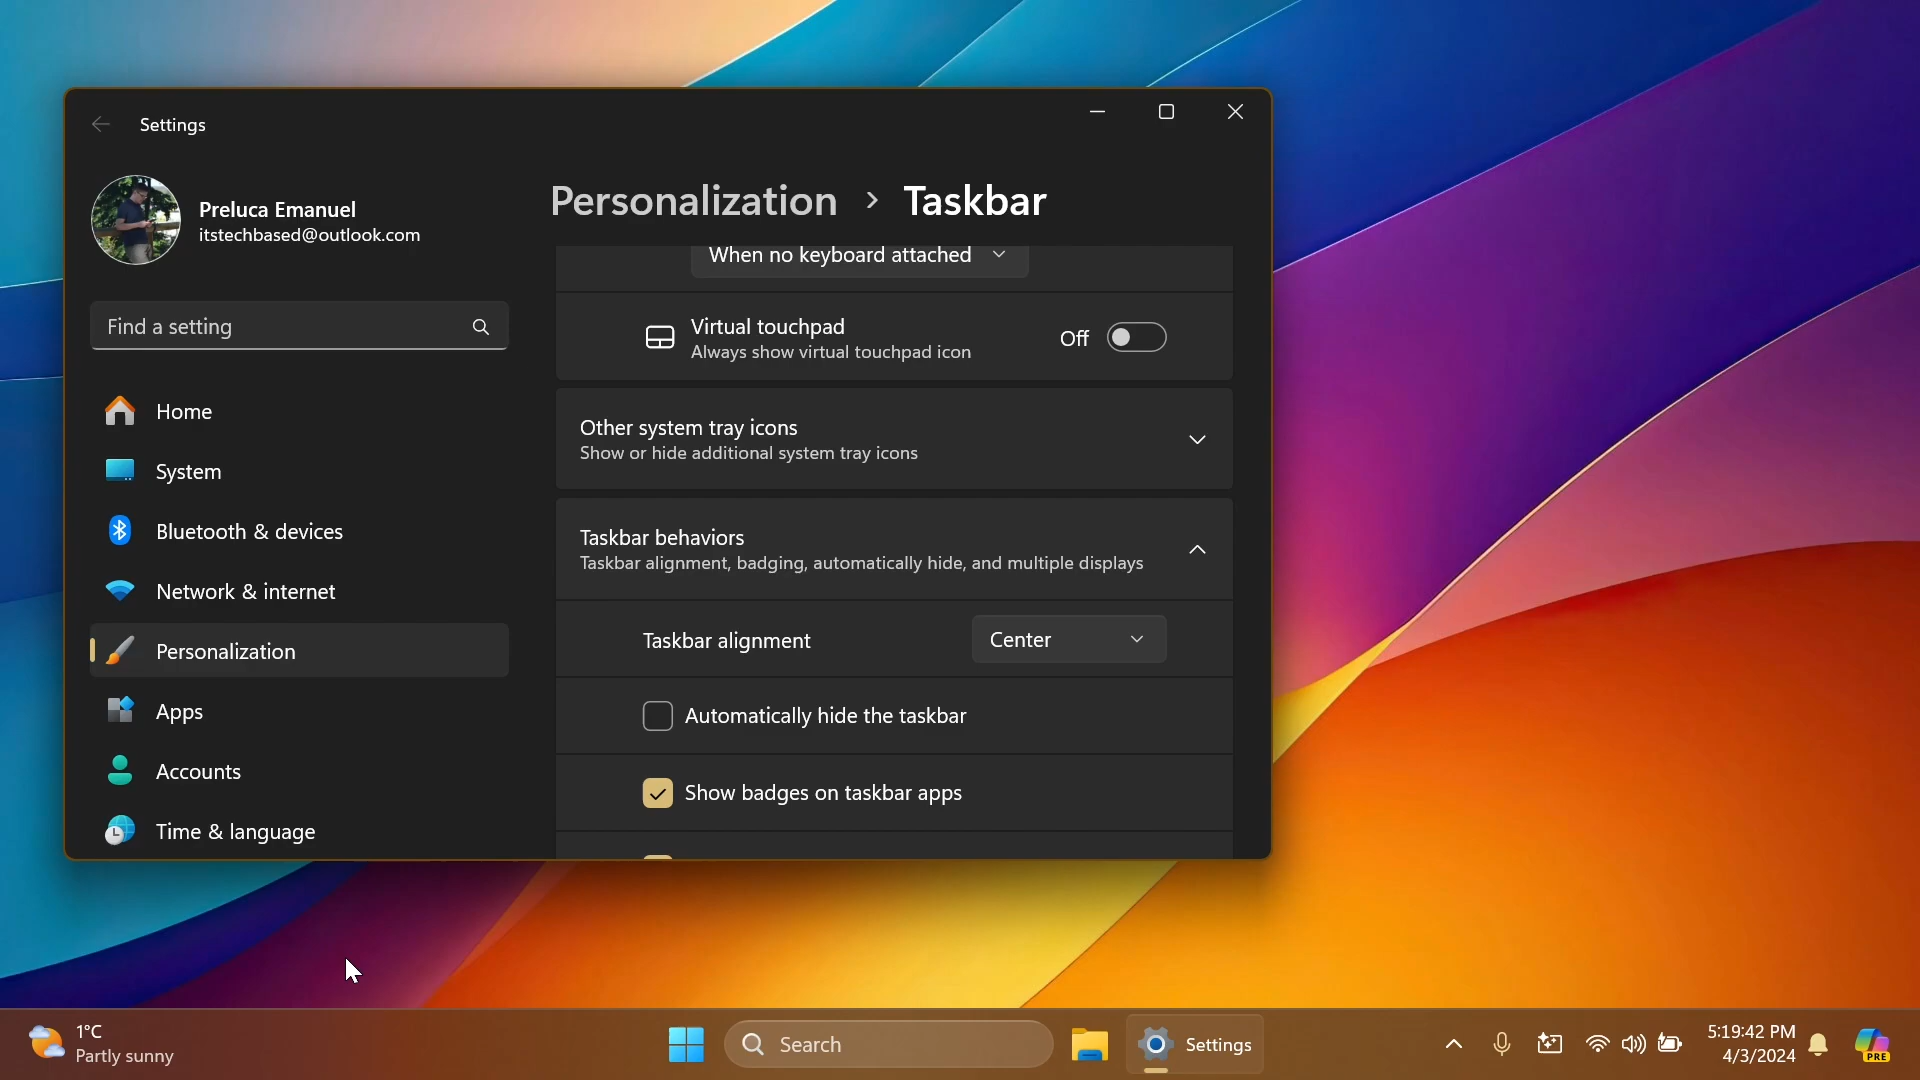 Settings
Preluca Emanuel
itstechbased@outlook.com
Find a setting
Home
System
Bluetooth & devices
Network & internet
Personalization
Apps
Accounts
Time & language
Personalization › Taskbar
When no keyboard attached
Virtual touchpad
Always show virtual touchpad icon
Off
Other system tray icons
Show or hide additional system tray icons
Taskbar behaviors
Taskbar alignment, badging, automatically hide, and multiple displays
Taskbar alignment
Center
Automatically hide the taskbar
Show badges on taskbar apps
1°C
Partly sunny
Search
Settings
5:19:42 PM
4/3/2024
PRE